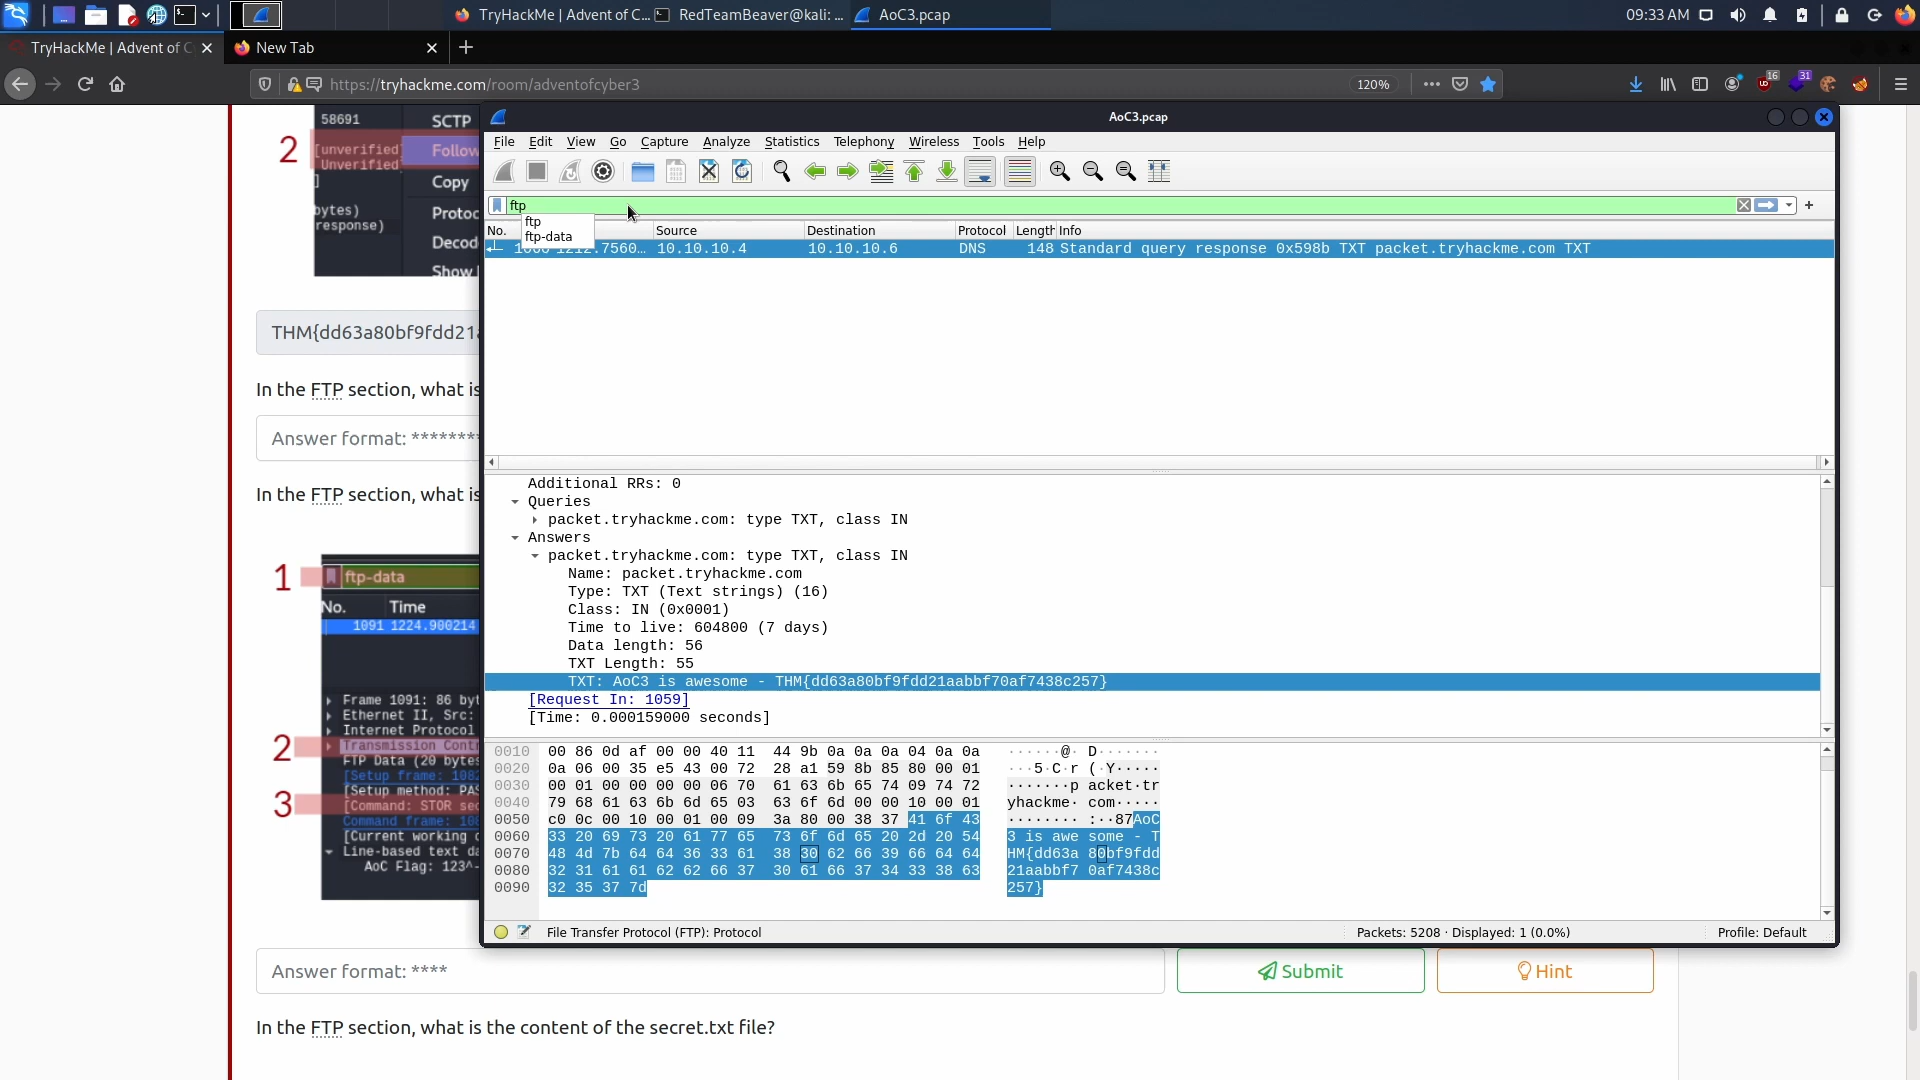 TryHackMe | Advent of C...
RedTeamBeaver@kali: ...
AoC3.pcap
09:33 AM
TryHackMe | Advent of C
New Tab
https://tryhackme.com/room/adventofcyber3
120%
16
31
58691
SCTP
2
[unverified]
Follow
Unverified
]
Copy
bytes)
Protoc
response)
Decod
Show
THM{dd63a80bf9fdd21a
In the FTP section, what is
Answer format: ********
In the FTP section, what is
1
ftp-data
No.
Time
1091 1224.900214
Frame 1091: 86 byt
Ethernet II, Src:
Internet Protocol
2
Transmission Cont
FTP Data (20 bytes
[Setup frame: 1082
[Setup method: PAS
3
[Command: STOR sec
Command frame: 108
[Current working d
Line-based text da
AoC Flag: 123^-
AoC3.pcap
File Edit View Go Capture Analyze Statistics Telephony Wireless Tools Help
ftp
ftp
ftp-data
No.
Source
Destination
Protocol
Length
Info
1212.7560…
10.10.10.4
10.10.10.6
DNS
148
Standard query response 0x598b TXT packet.tryhackme.com TXT
Additional RRs: 0
Queries
packet.tryhackme.com: type TXT, class IN
Answers
packet.tryhackme.com: type TXT, class IN
Name: packet.tryhackme.com
Type: TXT (Text strings) (16)
Class: IN (0x0001)
Time to live: 604800 (7 days)
Data length: 56
TXT Length: 55
TXT: AoC3 is awesome - THM{dd63a80bf9fdd21aabbf70af7438c257}
[Request In: 1059]
[Time: 0.000159000 seconds]
0010 00 86 0d af 00 00 40 11 44 9b 0a 0a 0a 04 0a 0a ······@· D·······
0020 0a 06 00 35 e5 43 00 72 28 a1 59 8b 85 80 00 01 ···5·C·r (·Y·····
0030 00 01 00 00 00 00 06 70 61 63 6b 65 74 09 74 72 ·······p acket·tr
0040 79 68 61 63 6b 6d 65 03 63 6f 6d 00 00 10 00 01 yhackme· com·····
0050 c0 0c 00 10 00 01 00 09 3a 80 00 38 37 41 6f 43 ········ :··87AoC
0060 33 20 69 73 20 61 77 65 73 6f 6d 65 20 2d 20 54 3 is awe some - T
0070 48 4d 7b 64 64 36 33 61 38 30 62 66 39 66 64 64 HM{dd63a 80bf9fdd
0080 32 31 61 61 62 62 66 37 30 61 66 37 34 33 38 63 21aabbf7 0af7438c
0090 32 35 37 7d 257}
File Transfer Protocol (FTP): Protocol
Packets: 5208 · Displayed: 1 (0.0%)
Profile: Default
Answer format: ****
Submit
Hint
In the FTP section, what is the content of the secret.txt file?